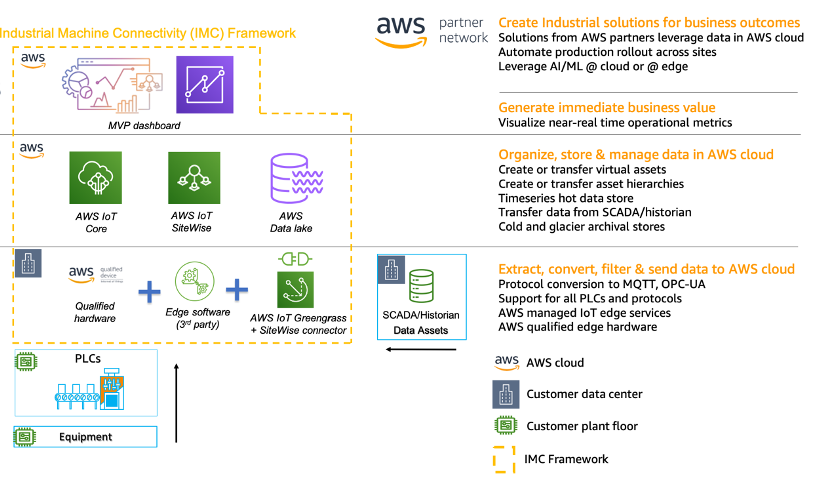 Industrial Machine Connectivity (IMC) Framework
aws
partner
network
Create Industrial solutions for business outcomes
Solutions from AWS partners leverage data in AWS cloud
Automate production rollout across sites
Leverage AI/ML @ cloud or @ edge
aws
MVP dashboard
Generate immediate business value
Visualize near-real time operational metrics
aws
AWS IoT
Core
AWS IoT
SiteWise
AWS
Data lake
Organize, store & manage data in AWS cloud
Create or transfer virtual assets
Create or transfer asset hierarchies
Timeseries hot data store
Transfer data from SCADA/historian
Cold and glacier archival stores
aws
qualified
device
Qualified
hardware
+
Edge software
(3rd party)
+
AWS IoT Greengrass
+ SiteWise connector
SCADA/Historian
Data Assets
Extract, convert, filter & send data to AWS cloud
Protocol conversion to MQTT, OPC-UA
Support for all PLCs and protocols
AWS managed IoT edge services
AWS qualified edge hardware
PLCs
Equipment
aws
AWS cloud
Customer data center
Customer plant floor
IMC Framework